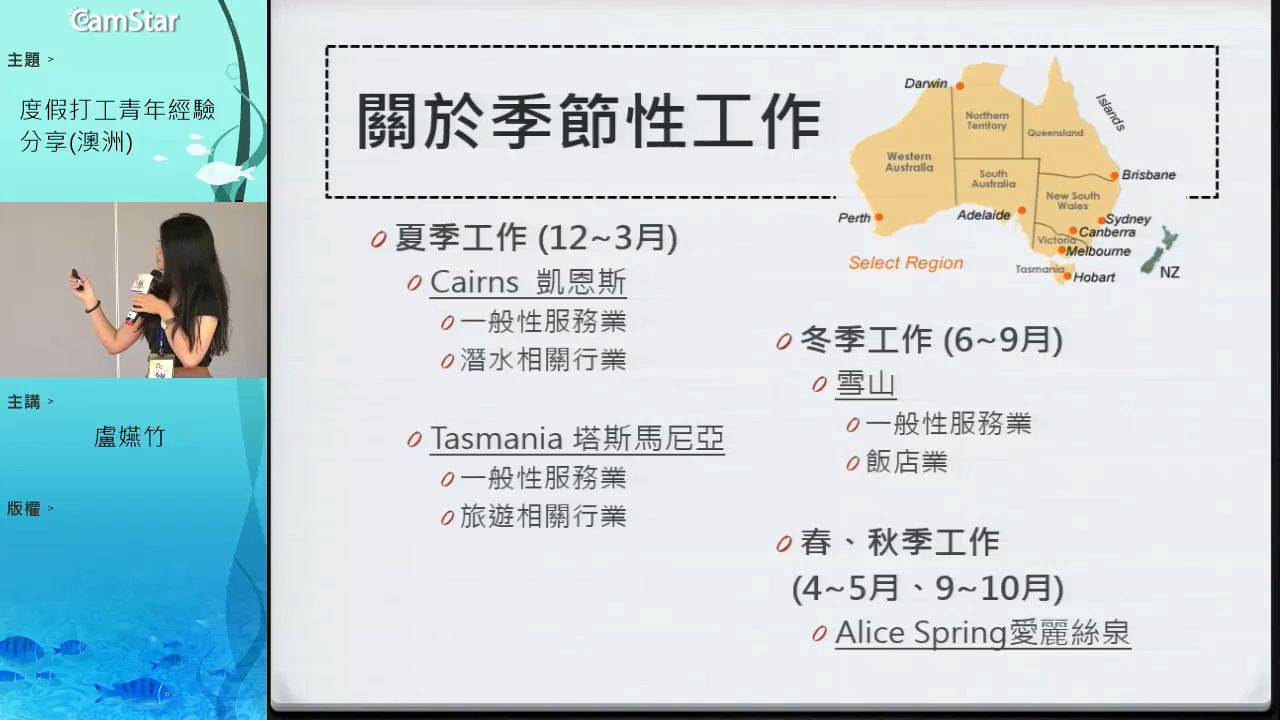 CamStar
主題 >
度假打工青年經驗
分享(澳洲)
主講 >
盧嬿竹
版權 >
關於季節性工作
Darwin
Islands
Northern
Territory
Queensland
Western
Australia
South
Australia
Brisbane
New South
Wales
Perth
Adelaide
Sydney
Canberra
Victoria
Melbourne
Select Region
Tasmania
Hobart
NZ
夏季工作 (12~3月)
Cairns 凱恩斯
一般性服務業
潛水相關行業
Tasmania 塔斯馬尼亞
一般性服務業
旅遊相關行業
冬季工作 (6~9月)
雪山
一般性服務業
飯店業
春、秋季工作
(4~5月、9~10月)
Alice Spring愛麗絲泉